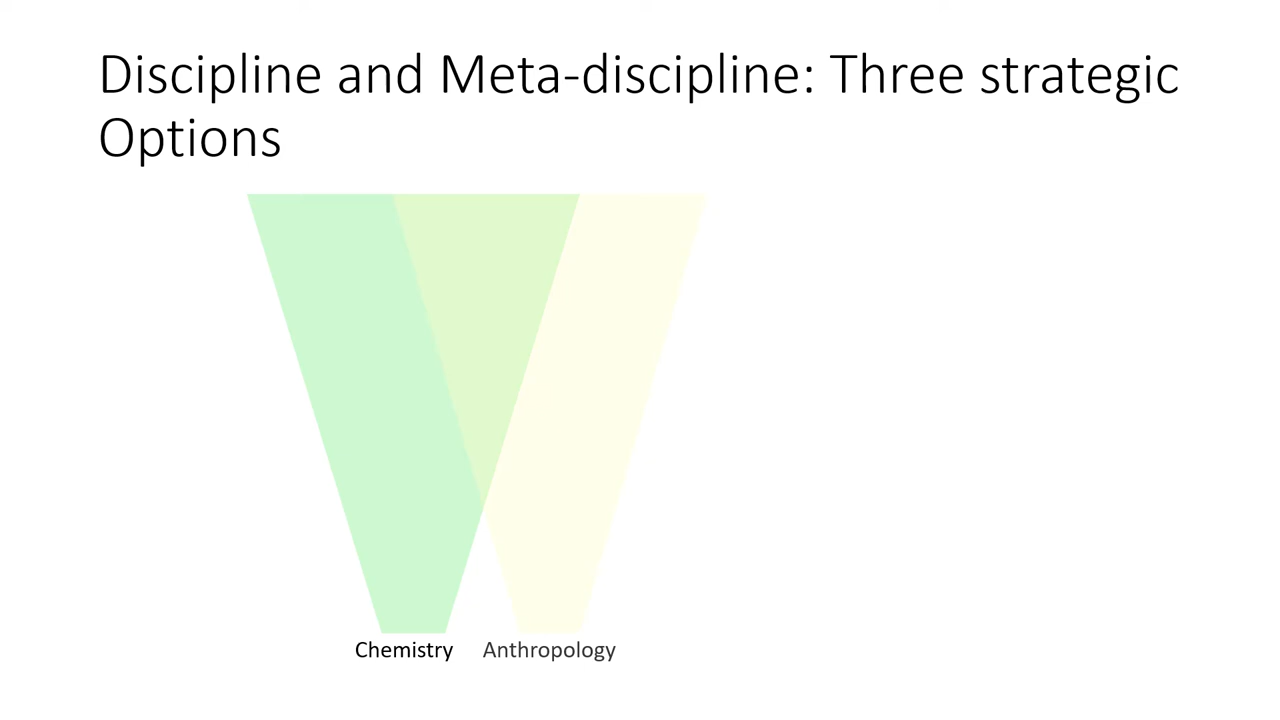 Discipline and Meta-discipline: Three strategic
Options
Chemistry
Anthropology